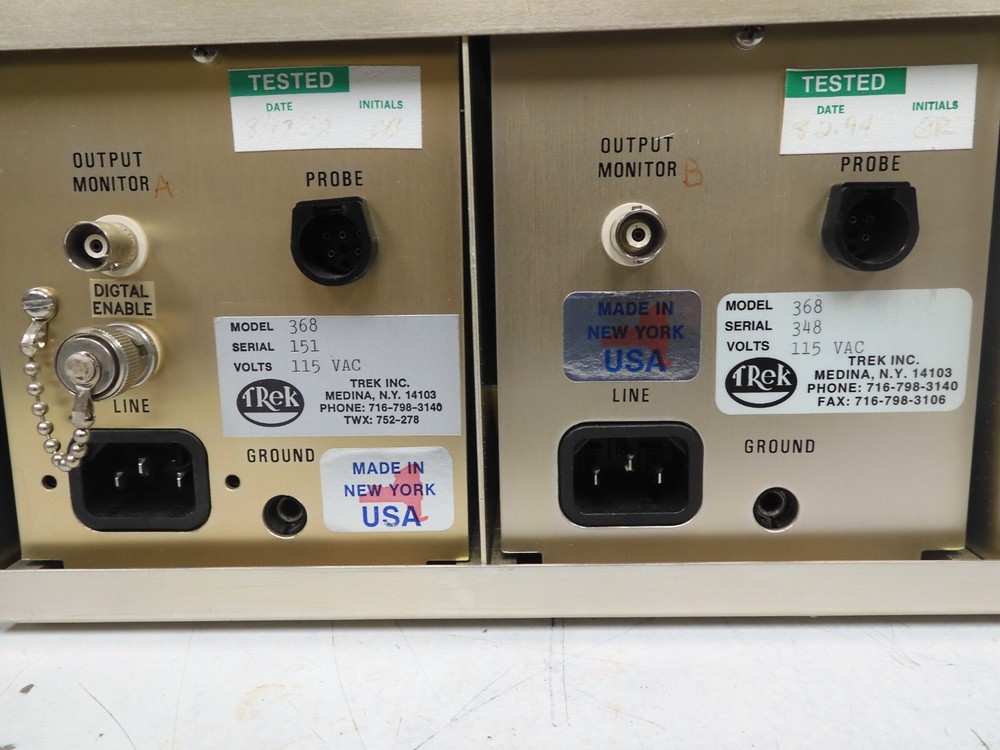 TESTED
DATE INITIALS
OUTPUT
MONITOR A
PROBE
DIGTAL
ENABLE
MODEL 368
SERIAL 151
VOLTS 115 VAC
TREK
TREK INC.
MEDINA, N.Y. 14103
PHONE: 716-798-3140
TWX: 752-278
LINE
GROUND
MADE IN
NEW YORK
USA
TESTED
DATE INITIALS
OUTPUT
MONITOR B
PROBE
MADE IN
NEW YORK
USA
MODEL 368
SERIAL 348
VOLTS 115 VAC
TREK
TREK INC.
MEDINA, N.Y. 14103
PHONE: 716-798-3140
FAX: 716-798-3106
LINE
GROUND